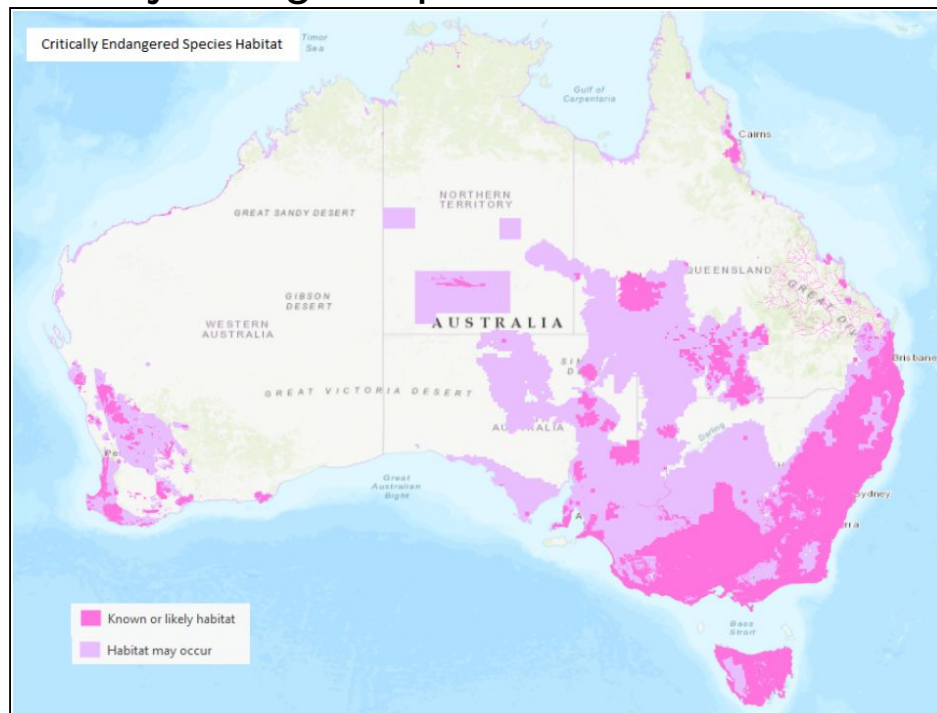 Critically Endangered Species Habitat
Timor
Sea
Gulf of
Carpentaria
Cairns
NORTHERN
TERRITORY
GREAT SANDY DESERT
QUEENSLAND
GIBSON
DESERT
GREAT
AUSTRALIA
WESTERN
AUSTRALIA
Brisbane
GREAT VICTORIA DESERT
Darling
Great
Australian
Bight
Sydney
Known or likely habitat
Habitat may occur
Bass
Strait